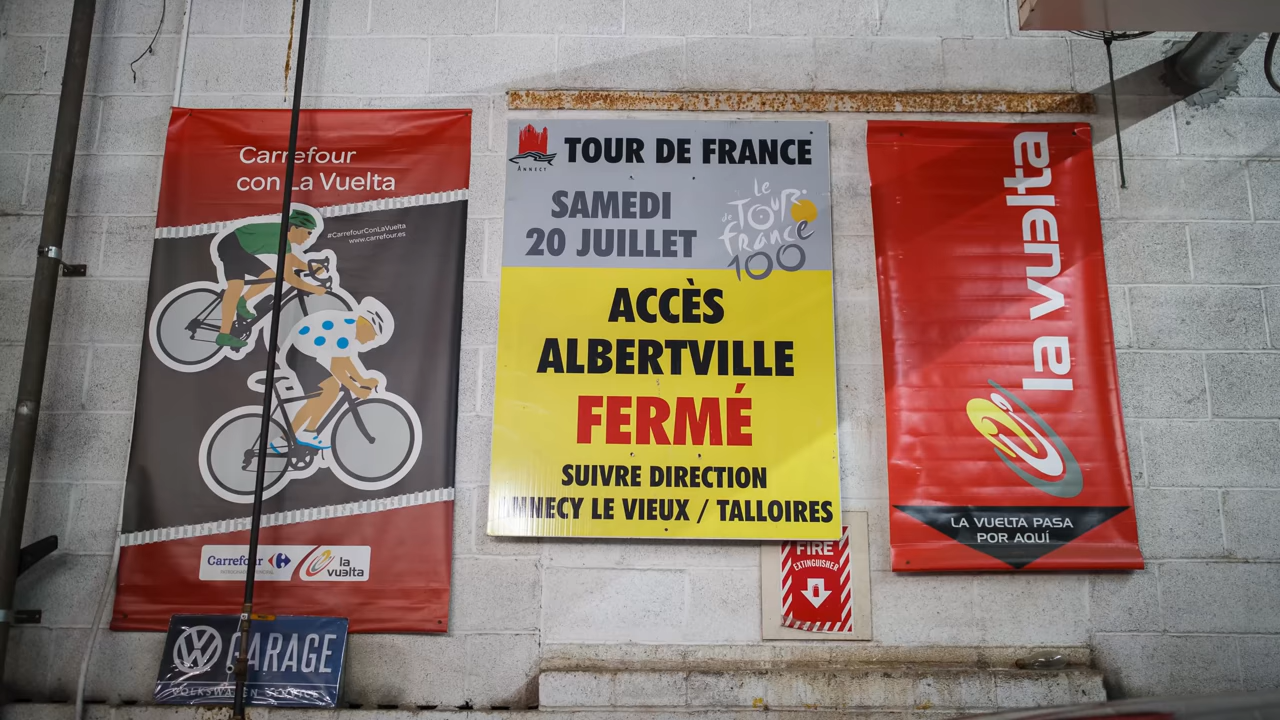 Carrefour
con La Vuelta
#CarrefourConLaVuelta
www.carrefour.es
Carrefour
la
vuelta
GARAGE
VOLKSWAGEN SERVICE
ANNECY
TOUR DE FRANCE
SAMEDI
20 JUILLET
Le
TOUR
de
france
100
ACCÈS
ALBERTVILLE
FERMÉ
SUIVRE DIRECTION
ANNECY LE VIEUX / TALLOIRES
FIRE
EXTINGUISHER
la vuelta
LA VUELTA PASA
POR AQUÍ